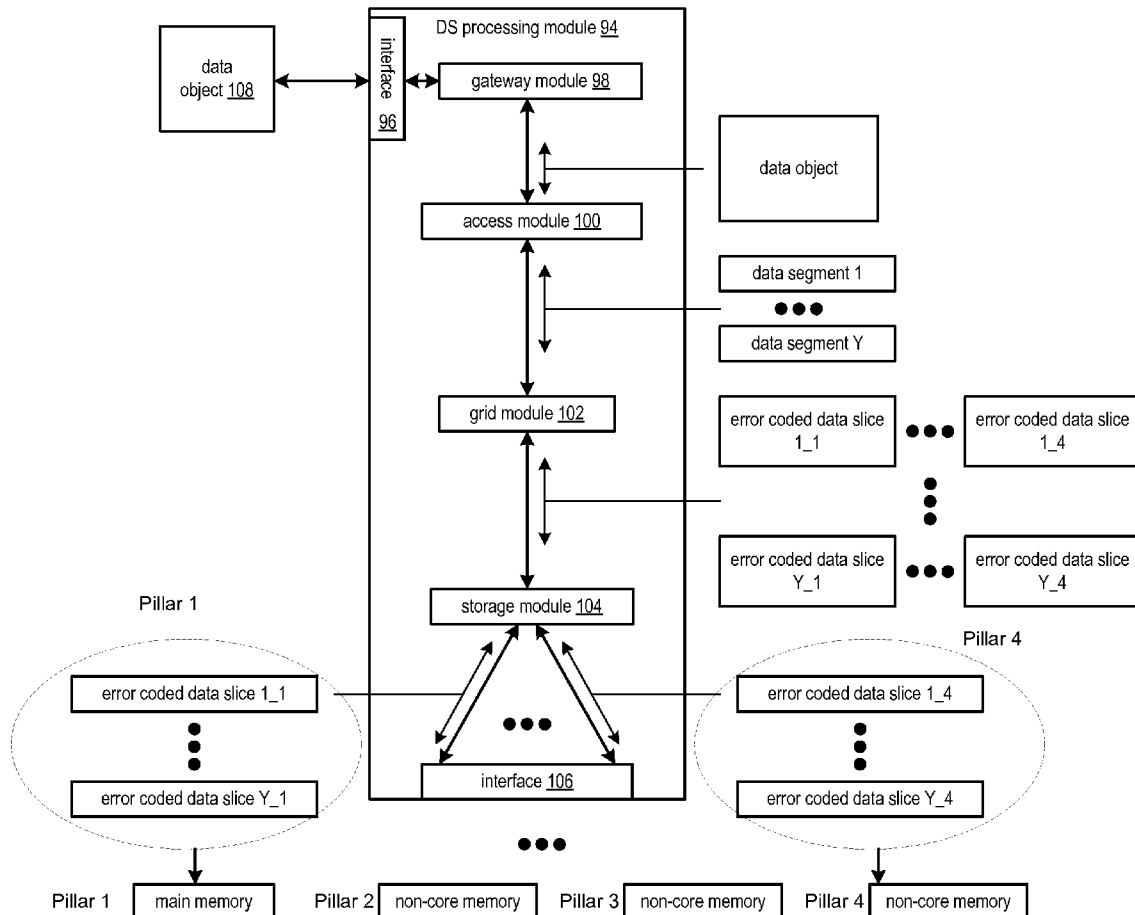 DS processing module 94
data
object 108
interface
96
gateway module 98
data object
access module 100
data segment 1
data segment Y
grid module 102
error coded data slice
1_1
error coded data slice
1_4
error coded data slice
Y_1
error coded data slice
Y_4
storage module 104
Pillar 1
Pillar 4
error coded data slice 1_1
error coded data slice Y_1
error coded data slice 1_4
error coded data slice Y_4
interface 106
Pillar 1
main memory
Pillar 2
non-core memory
Pillar 3
non-core memory
Pillar 4
non-core memory